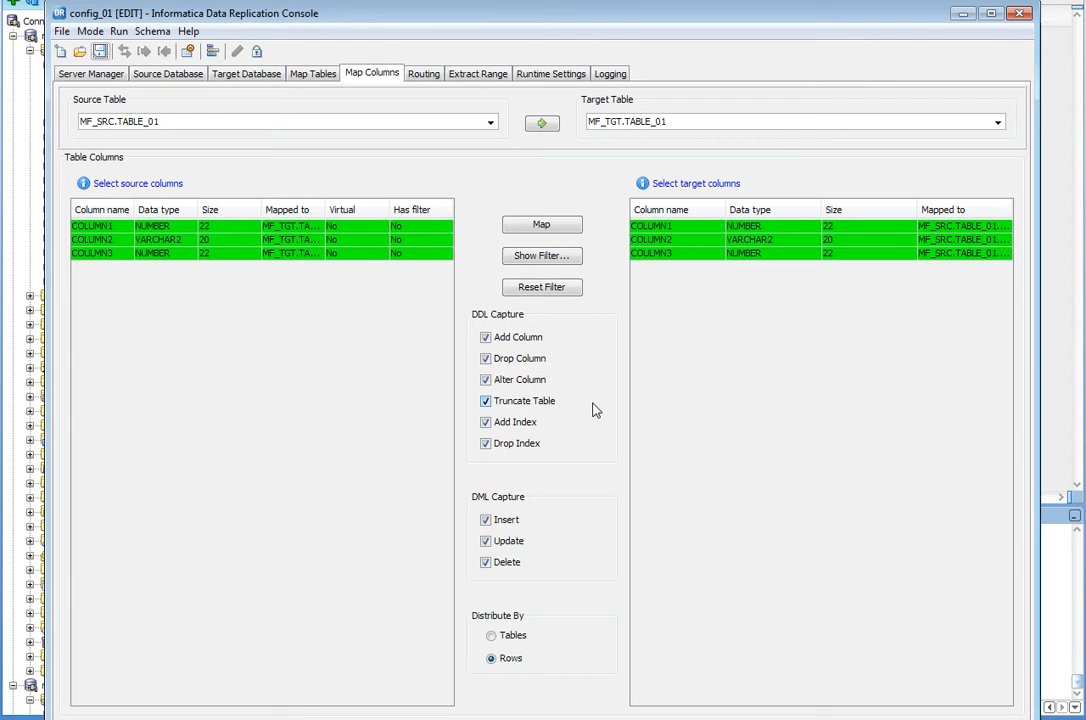 config_01 [EDIT] - Informatica Data Replication Console
File Mode Run Schema Help
Server Manager Source Database Target Database Map Tables Map Columns Routing Extract Range Runtime Settings Logging
Source Table Target Table
MF_SRC.TABLE_01 MF_TGT.TABLE_01
Table Columns
Select source columns Select target columns
Column name Data type Size Mapped to Virtual Has filter Map Column name Data type Size Mapped to
COLUMN1 NUMBER 22 MF_TGT.TA... No No COLUMN1 NUMBER 22 MF_SRC.TABLE_01....
COLUMN2 VARCHAR2 20 MF_TGT.TA... No No COLUMN2 VARCHAR2 20 MF_SRC.TABLE_01....
COULMN3 NUMBER 22 MF_TGT.TA... No No COULMN3 NUMBER 22 MF_SRC.TABLE_01....
Show Filter...
Reset Filter
DDL Capture
Add Column
Drop Column
Alter Column
Truncate Table
Add Index
Drop Index
DML Capture
Insert
Update
Delete
Distribute By
Tables
Rows
DR
Conn